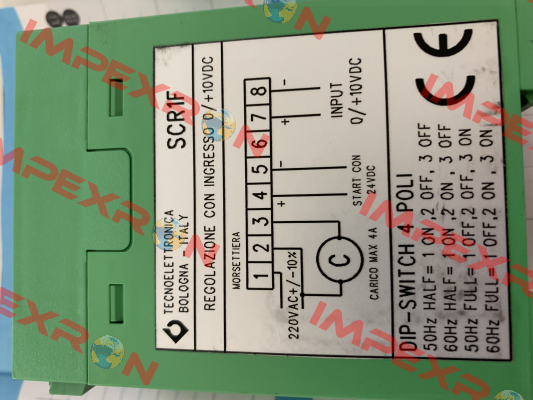 TECNOELETTRONICA
BOLOGNA ITALY
SCR1F
REGOLAZIONE CON INGRESSO 0/+10VDC
MORSETTIERA
1 2 3 4 5 6 7 8
+ - + -
220VAC+/-10%
C
CARICO MAX 4A
START CON
24VDC
INPUT
0/+10VDC
DIP-SWITCH 4 POLI
50Hz HALF= 1 ON,2 OFF, 3 OFF
60Hz HALF= 1 ON ,2 ON , 3 OFF
50Hz FULL= 1 OFF,2 OFF, 3 ON
60Hz FULL= 1 OFF,2 ON , 3 ON
CE
IMPEXRON